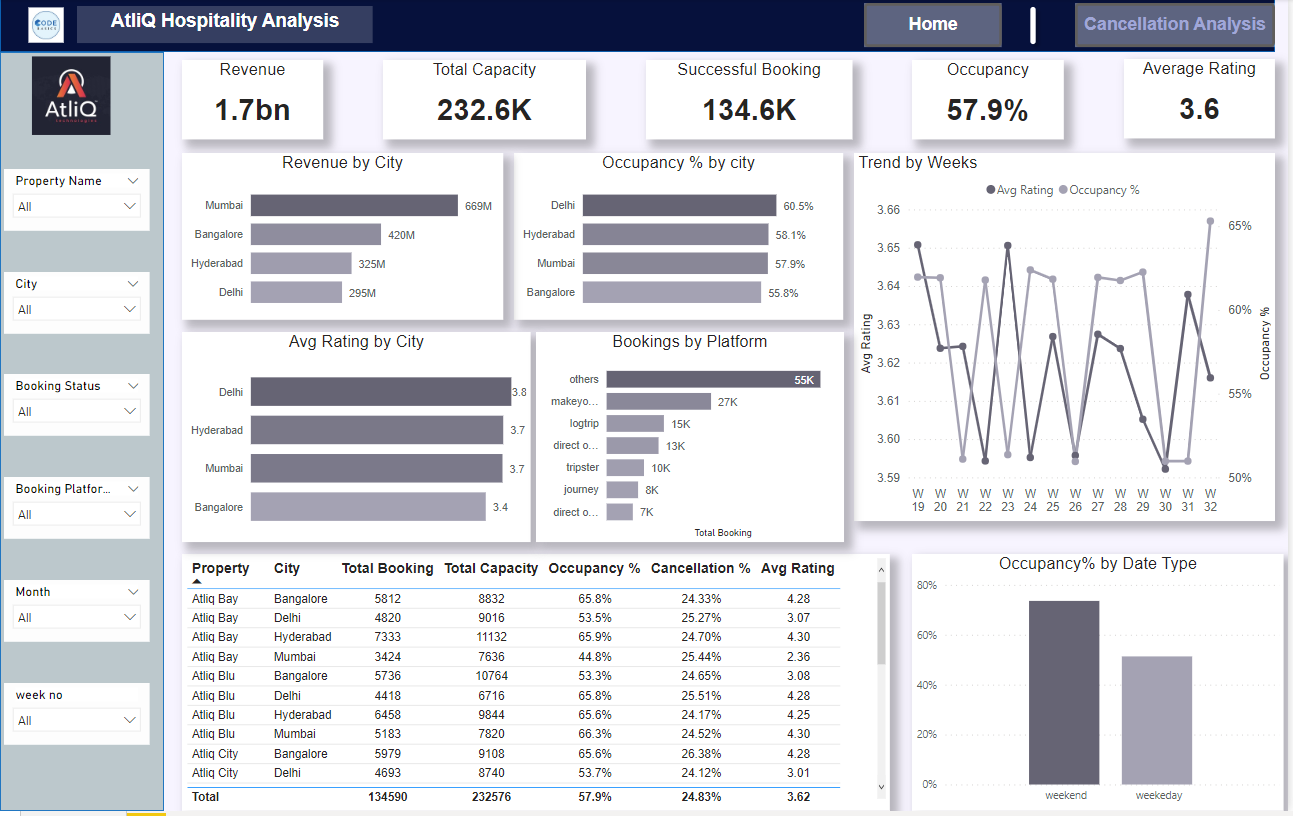 CODE
BASICS
AtliQ Hospitality Analysis
Home
Cancellation Analysis
AtliQ
technologies
Property Name
All
City
All
Booking Status
All
Booking Platfor...
All
Month
All
week no
All
Revenue
1.7bn
Total Capacity
232.6K
Successful Booking
134.6K
Occupancy
57.9%
Average Rating
3.6
Revenue by City
Mumbai 669M
Bangalore 420M
Hyderabad 325M
Delhi 295M
Occupancy % by city
Delhi 60.5%
Hyderabad 58.1%
Mumbai 57.9%
Bangalore 55.8%
Trend by Weeks
Avg Rating Occupancy %
3.66
3.65
3.64
3.63
3.62
3.61
3.60
3.59
Avg Rating
65%
60%
55%
50%
Occupancy %
W W W W W W W W W W W W W W
19 20 21 22 23 24 25 26 27 28 29 30 31 32
Avg Rating by City
Delhi 3.8
Hyderabad 3.7
Mumbai 3.7
Bangalore 3.4
Bookings by Platform
others 55K
makeyo... 27K
logtrip 15K
direct o... 13K
tripster 10K
journey 8K
direct o... 7K
Total Booking
Property City Total Booking Total Capacity Occupancy % Cancellation % Avg Rating
Atliq Bay Bangalore 5812 8832 65.8% 24.33% 4.28
Atliq Bay Delhi 4820 9016 53.5% 25.27% 3.07
Atliq Bay Hyderabad 7333 11132 65.9% 24.70% 4.30
Atliq Bay Mumbai 3424 7636 44.8% 25.44% 2.36
Atliq Blu Bangalore 5736 10764 53.3% 24.65% 3.08
Atliq Blu Delhi 4418 6716 65.8% 25.51% 4.28
Atliq Blu Hyderabad 6458 9844 65.6% 24.17% 4.25
Atliq Blu Mumbai 5183 7820 66.3% 24.52% 4.30
Atliq City Bangalore 5979 9108 65.6% 26.38% 4.28
Atliq City Delhi 4693 8740 53.7% 24.12% 3.01
Total 134590 232576 57.9% 24.83% 3.62
Occupancy% by Date Type
80%
60%
40%
20%
0%
weekend weekeday